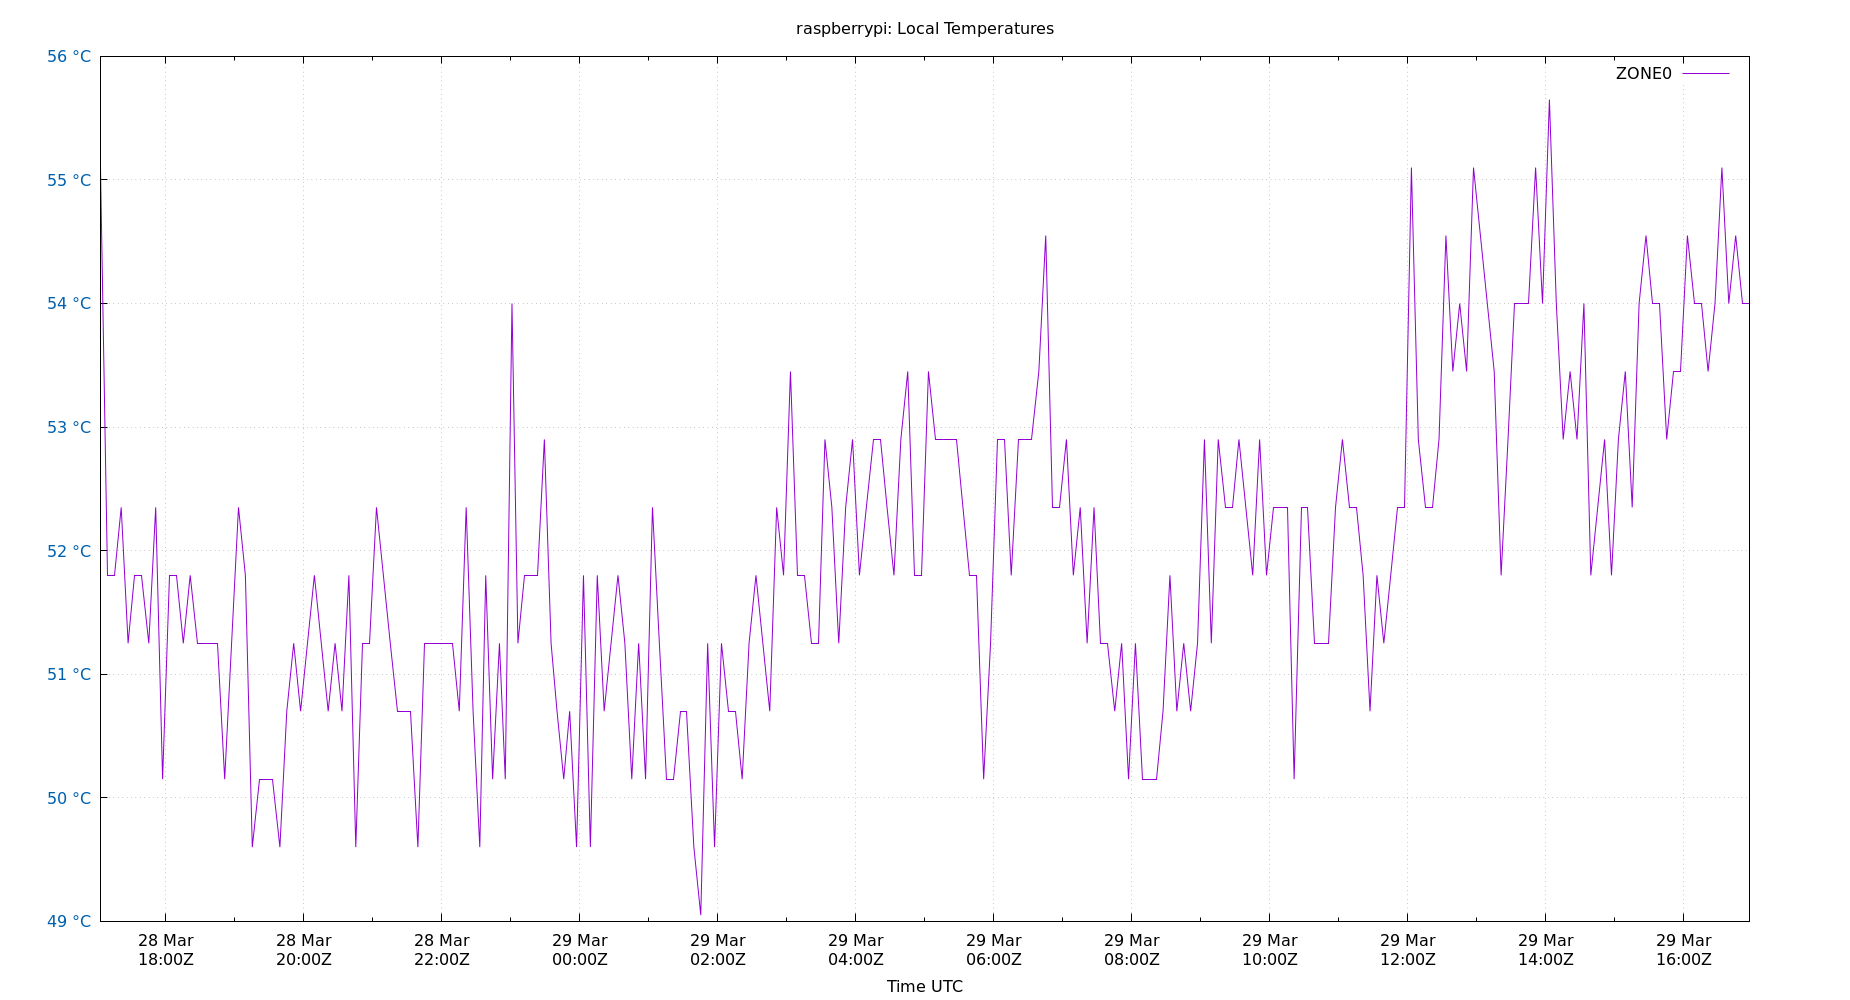 raspberrypi: Local Temperatures
ZONE0
56 °C
55 °C
54 °C
53 °C
52 °C
51 °C
50 °C
49 °C
28 Mar
18:00Z
28 Mar
20:00Z
28 Mar
22:00Z
29 Mar
00:00Z
29 Mar
02:00Z
29 Mar
04:00Z
29 Mar
06:00Z
29 Mar
08:00Z
29 Mar
10:00Z
29 Mar
12:00Z
29 Mar
14:00Z
29 Mar
16:00Z
Time UTC